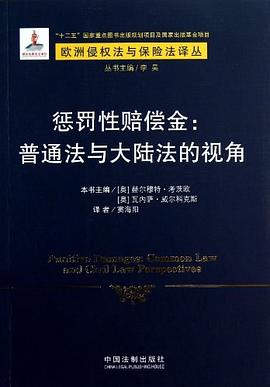 "十二五"国家重点图书出版规划项目及国家出版基金项目
欧洲侵权法与保险法译丛
丛书主编/李昊
惩罚性赔偿金：
普通法与大陆法的视角
本书主编/[奥]赫尔穆特·考茨欧
[奥]瓦内萨·威尔科克斯
译者/窦海阳
Punitive Damages: Common Law
and Civil Law Perspectives
中国法制出版社